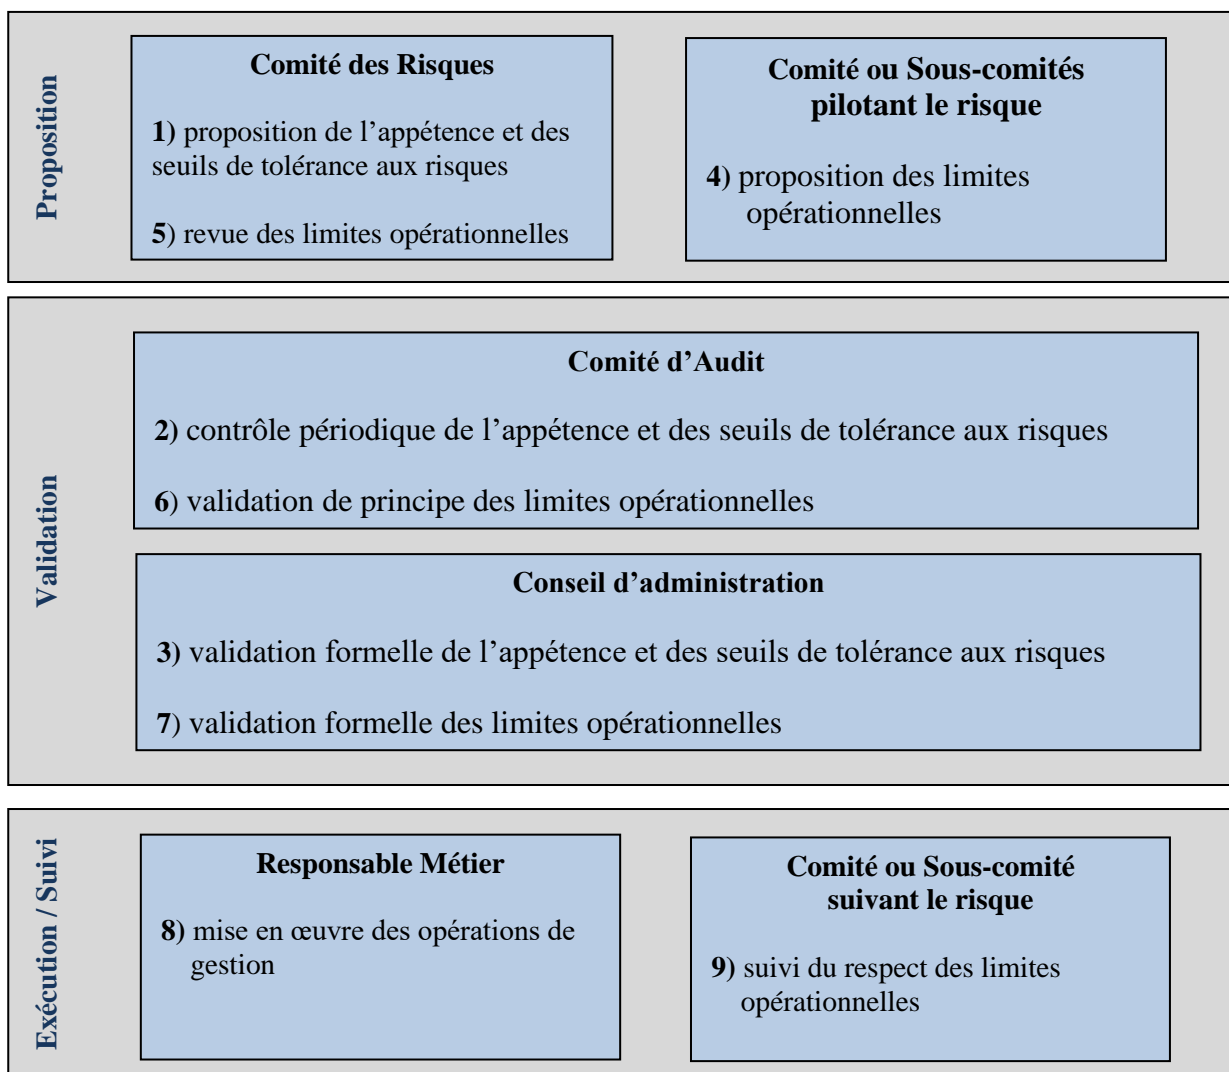 Proposition
Comité des Risques
1) proposition de l’appétence et des
seuils de tolérance aux risques
5) revue des limites opérationnelles
Comité ou Sous-comités
pilotant le risque
4) proposition des limites
opérationnelles
Validation
Comité d’Audit
2) contrôle périodique de l’appétence et des seuils de tolérance aux risques
6) validation de principe des limites opérationnelles
Conseil d’administration
3) validation formelle de l’appétence et des seuils de tolérance aux risques
7) validation formelle des limites opérationnelles
Exécution / Suivi
Responsable Métier
8) mise en œuvre des opérations de
gestion
Comité ou Sous-comité
suivant le risque
9) suivi du respect des limites
opérationnelles